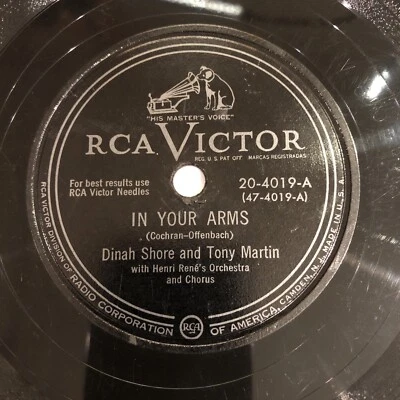 "HIS MASTER'S VOICE"
RCA VICTOR
REG. U.S. PAT OFF. MARCAS REGISTRADAS
For best results use
RCA Victor Needles
20-4019-A
(47-4019-A)
IN YOUR ARMS
(Cochran-Offenbach)
Dinah Shore and Tony Martin
with Henri René's Orchestra
and Chorus
RCA VICTOR DIVISION OF RADIO CORPORATION OF AMERICA, CAMDEN, N.J. MADE IN U.S.A.
RCA